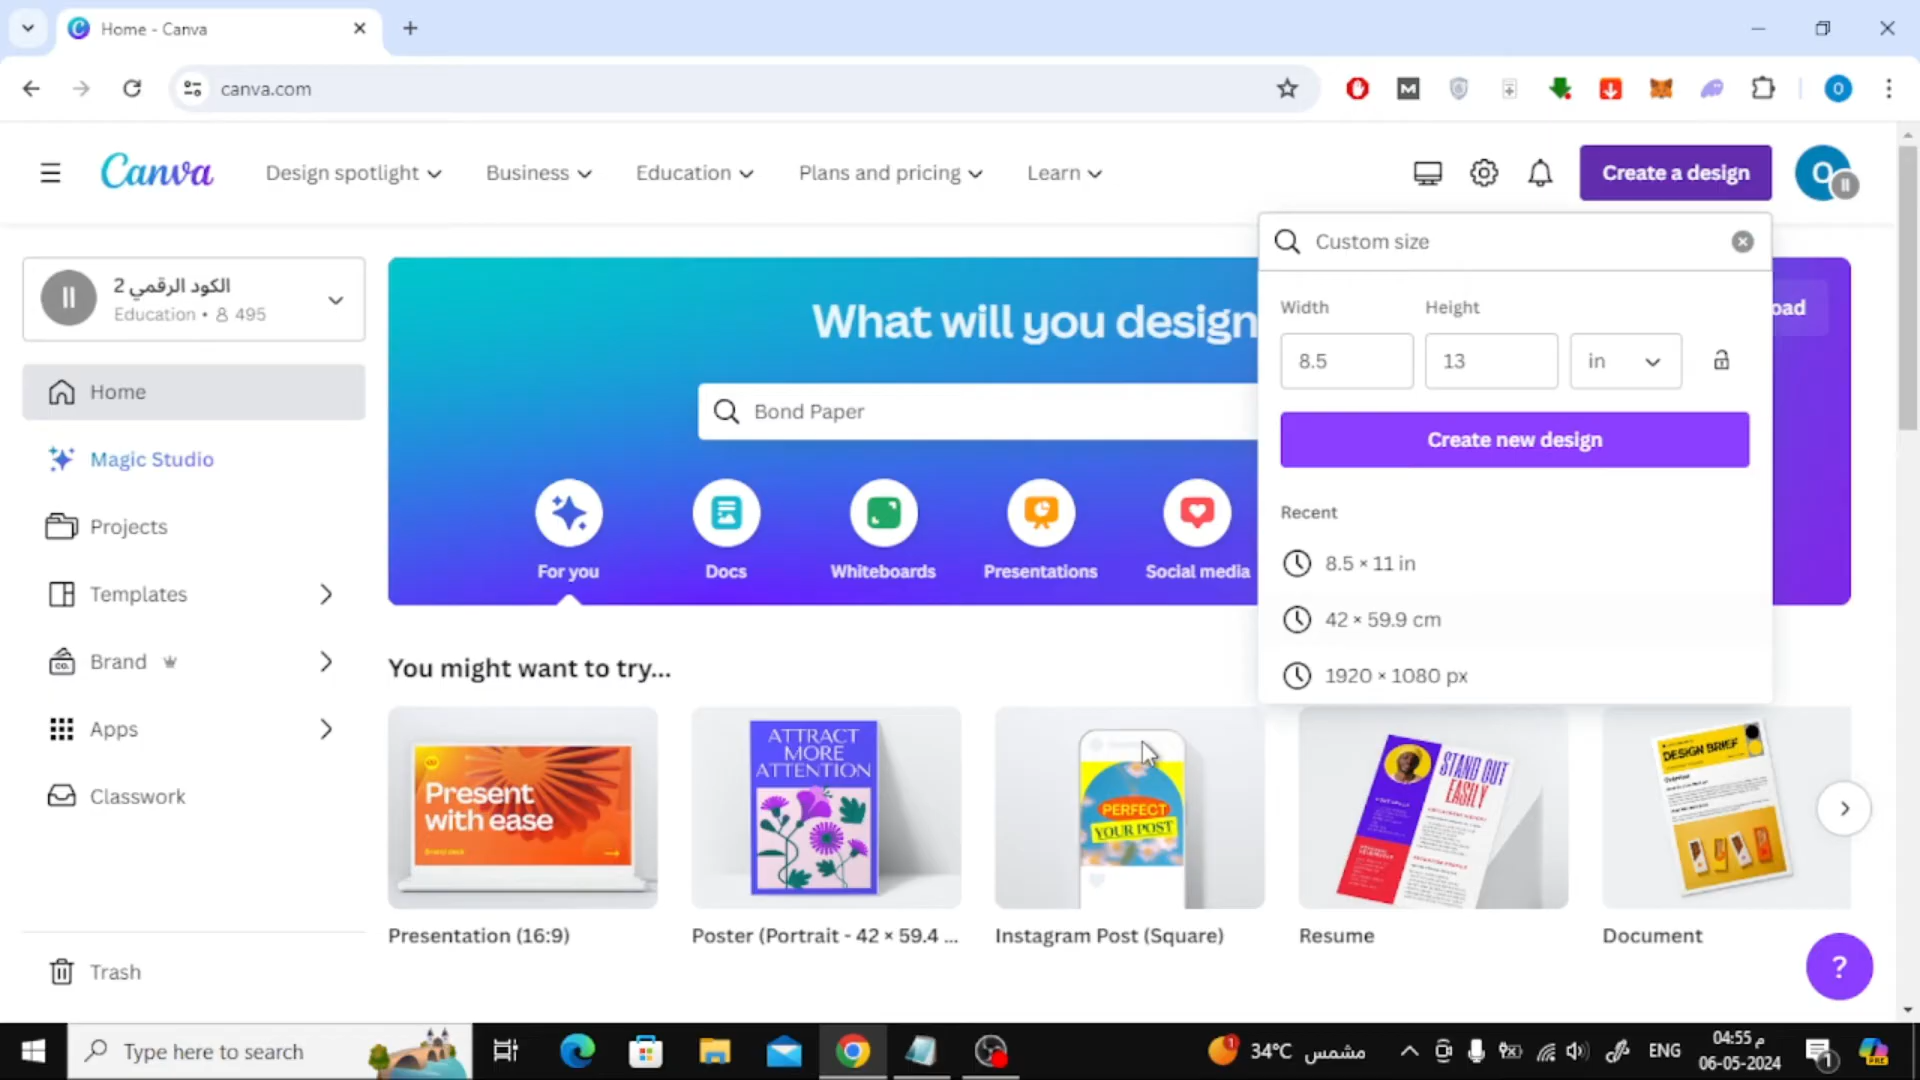 Home - Canva
canva.com
Canva
Design spotlight
Business
Education
Plans and pricing
Learn
Create a design
O
الكود الرقمي 2
Education • 495
Home
Magic Studio
Projects
Templates
Brand
Apps
Classwork
Trash
What will you design
Bond Paper
For you
Docs
Whiteboards
Presentations
Social media
Custom size
Width
Height
8.5
13
in
Create new design
Recent
8.5 × 11 in
42 × 59.9 cm
1920 × 1080 px
You might want to try...
Present
with ease
ATTRACT
MORE
ATTENTION
PERFECT
YOUR POST
STAND OUT
EASILY
DESIGN BRIEF
Presentation (16:9)
Poster (Portrait - 42 × 59.4 ...
Instagram Post (Square)
Resume
Document
?
Type here to search
34°C مشمس
ENG
04:55 م
06-05-2024